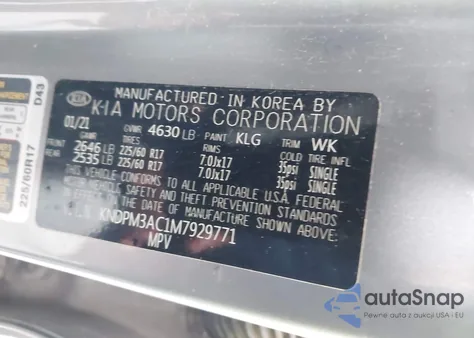 MANUFACTURED IN KOREA BY
KIA KIA MOTORS CORPORATION
01/21 GVWR 4630 LB PAINT KLG TRIM WK
GAWR TIRES RIMS COLD TIRE INFL
2646 LB 225/60 R17 7.0Jx17 35psi SINGLE
2535 LB 225/60 R17 7.0Jx17 35psi SINGLE
THIS VEHICLE CONFORMS TO ALL APPLICABLE U.S.A. FEDERAL
MOTOR VEHICLE SAFETY AND THEFT PREVENTION STANDARDS
IN EFFECT ON THE DATE OF MANUFACTURE SHOWN ABOVE.
V.I.N. KNDPM3AC1M7929771
MPV
D43
225/60R17
autaSnap
Pewne auta z aukcji USA - EU